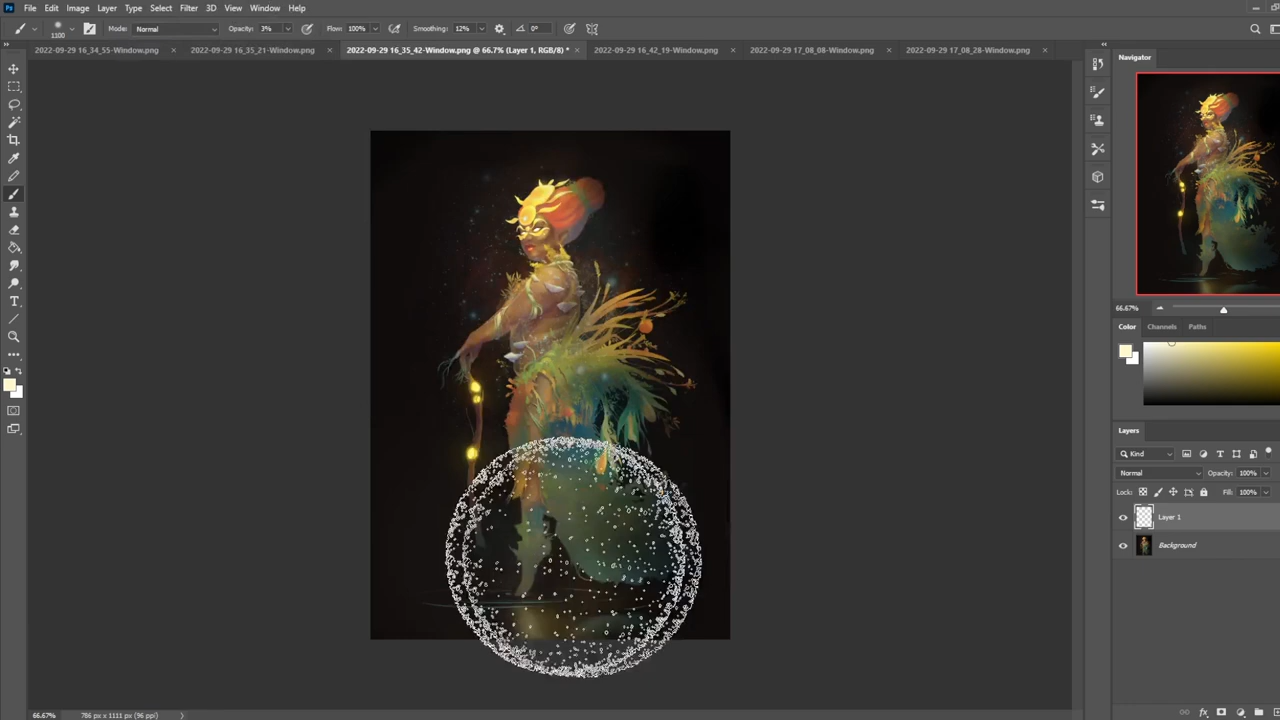 File Edit Image Layer Type Select Filter 3D View Window Help
1100 Mode: Normal Opacity: 3% Flow: 100% Smoothing: 12% 0°
2022-09-29 16_34_55-Window.png 2022-09-29 16_35_21-Window.png 2022-09-29 16_35_42-Window.png @ 66.7% (Layer 1, RGB/8) * 2022-09-29 16_42_19-Window.png 2022-09-29 17_08_08-Window.png 2022-09-29 17_08_28-Window.png
Navigator
66.67%
Color Channels Paths
Layers
Kind
Normal Opacity: 100%
Lock: Fill: 100%
Layer 1
Background
66.67% 786 px x 1111 px (96 ppi)